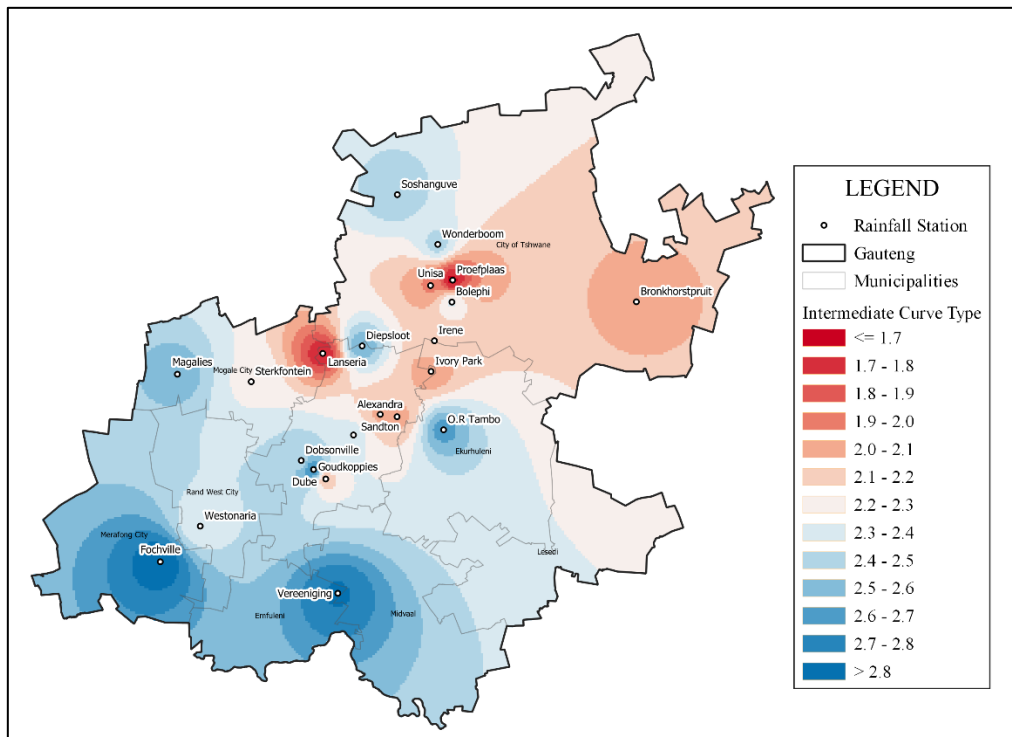 Soshanguve
Wonderboom
City of Tshwane
Unisa
Proefplaas
Bolephi
Bronkhorstpruit
Diepsloot
Irene
Lanseria
Magalies
Mogale City
Sterkfontein
Ivory Park
Alexandra
Sandton
O.R Tambo
Ekurhuleni
Dobsonville
Goudkoppies
Dube
Rand West City
Westonaria
Merafong City
Fochville
Lesedi
Vereeniging
Emfuleni
Midvaal
LEGEND
Rainfall Station
Gauteng
Municipalities
Intermediate Curve Type
<= 1.7
1.7 - 1.8
1.8 - 1.9
1.9 - 2.0
2.0 - 2.1
2.1 - 2.2
2.2 - 2.3
2.3 - 2.4
2.4 - 2.5
2.5 - 2.6
2.6 - 2.7
2.7 - 2.8
> 2.8